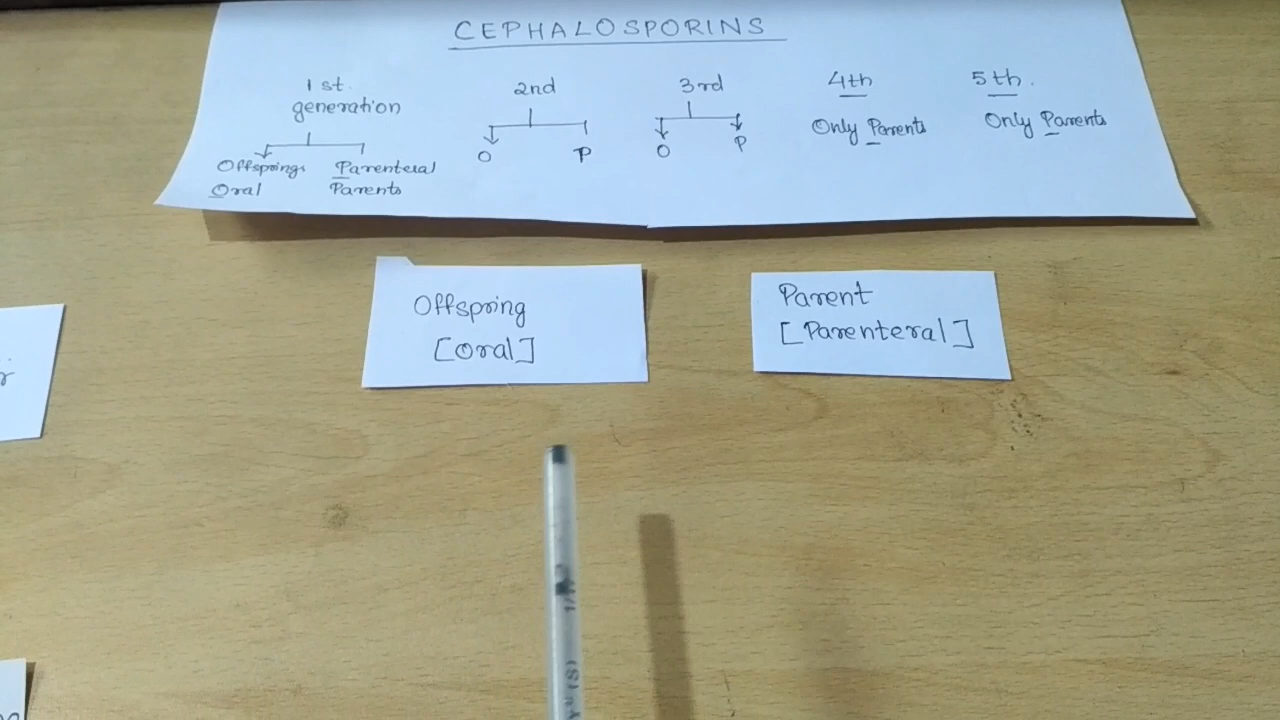 CEPHALOSPORINS
1st.
generation
Offsprings
Oral
Parenteral
Parents
2nd
O
P
3rd
O
P
4th
Only Parents
5th.
Only Parents
Offspring
[Oral]
Parent
[Parenteral]